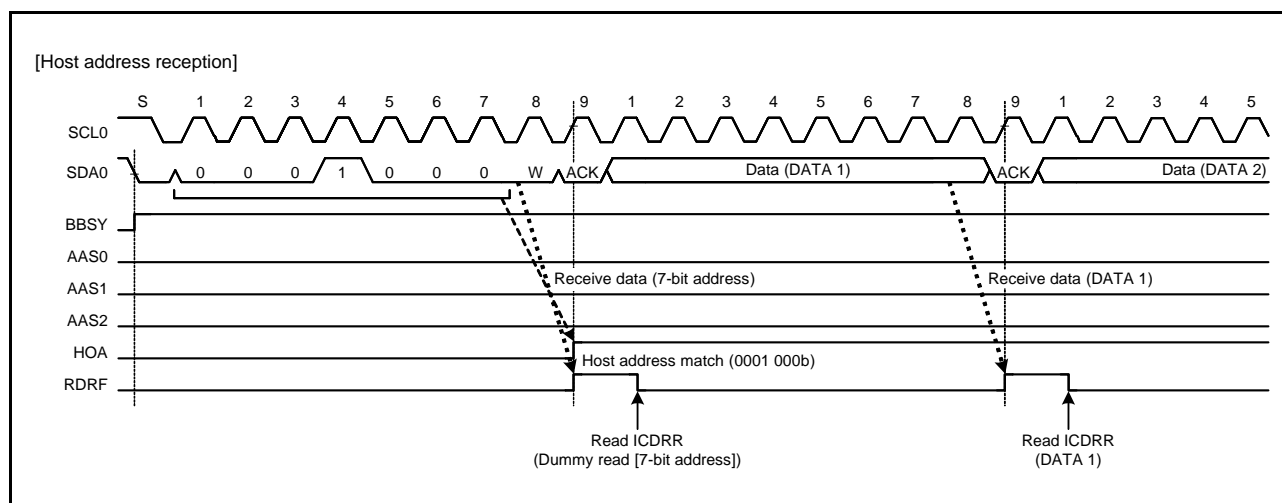 [Host address reception]
S 1 2 3 4 5 6 7 8 9 1 2 3 4 5 6 7 8 9 1 2 3 4 5
SCL0
SDA0 0 0 0 1 0 0 0 W ACK Data (DATA 1) ACK Data (DATA 2)
BBSY
AAS0
AAS1
Receive data (7-bit address) Receive data (DATA 1)
AAS2
HOA
Host address match (0001 000b)
RDRF
Read ICDRR Read ICDRR
(Dummy read [7-bit address]) (DATA 1)